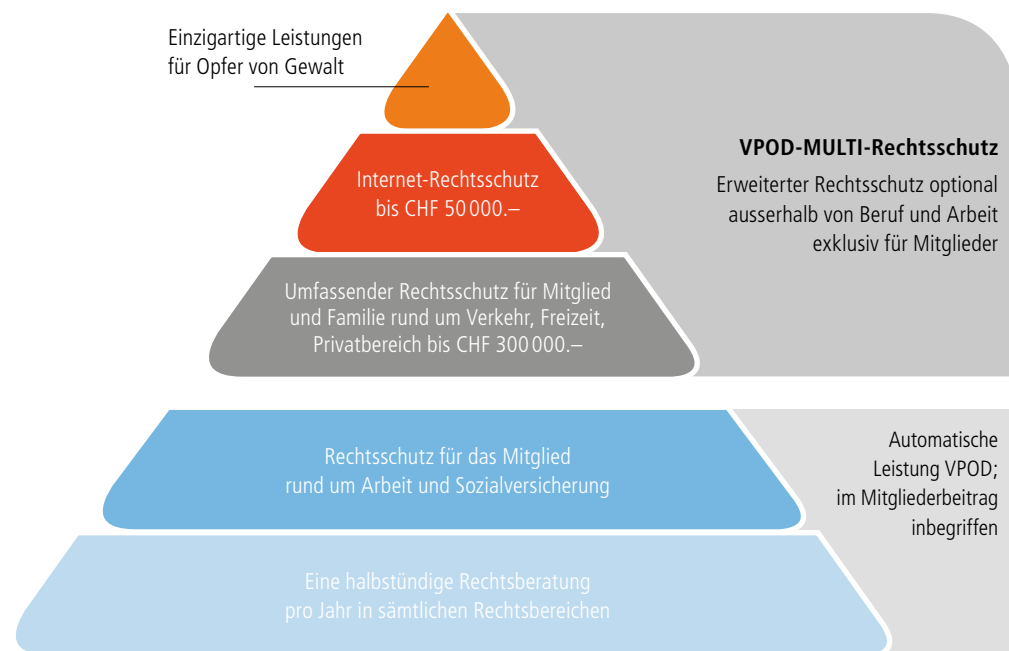 Einzigartige Leistungen
für Opfer von Gewalt
Internet-Rechtsschutz
bis CHF 50 000.–
Umfassender Rechtsschutz für Mitglied
und Familie rund um Verkehr, Freizeit,
Privatbereich bis CHF 300 000.–
VPOD-MULTI-Rechtsschutz
Erweiterter Rechtsschutz optional
ausserhalb von Beruf und Arbeit
exklusiv für Mitglieder
Rechtsschutz für das Mitglied
rund um Arbeit und Sozialversicherung
Eine halbstündige Rechtsberatung
pro Jahr in sämtlichen Rechtsbereichen
Automatische
Leistung VPOD;
im Mitgliederbeitrag
inbegriffen